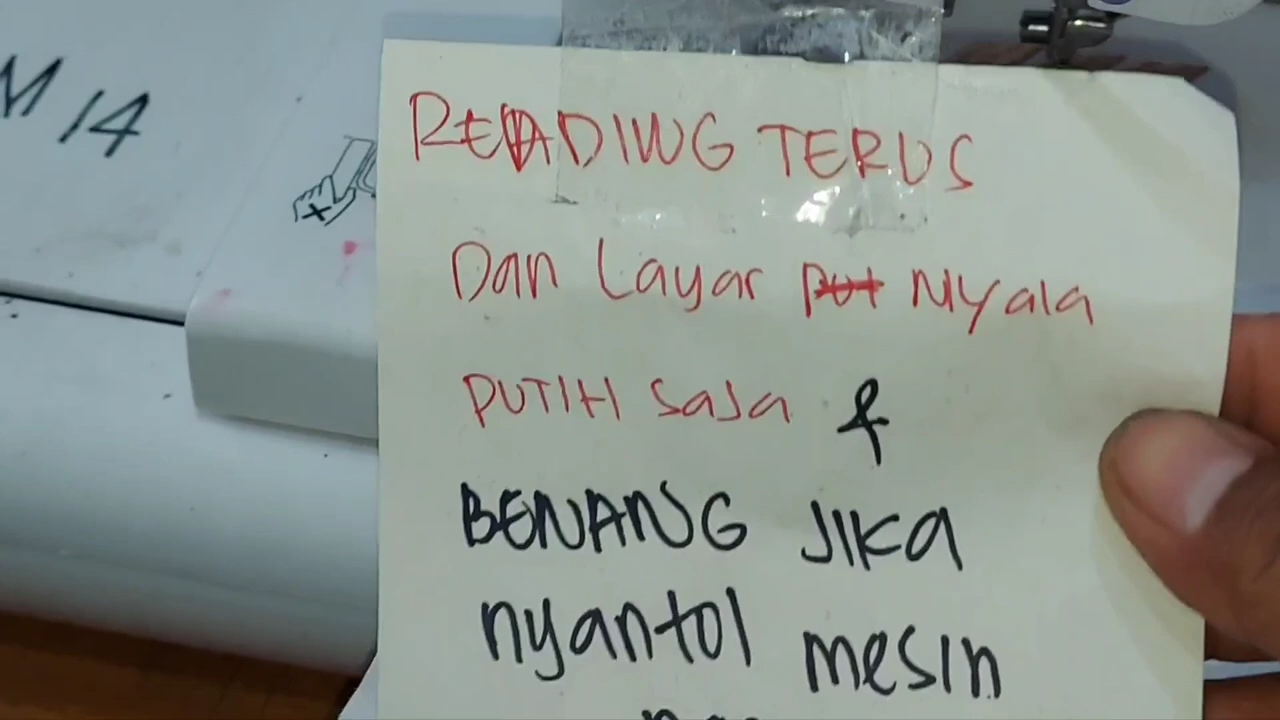 M 14
READING TERUS
Dan Layar Nyala
PUTIH Saja &
BENANG JIKA
nyantol mesin